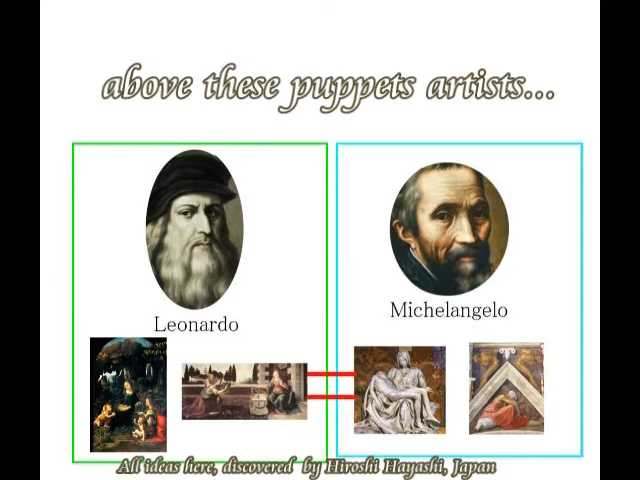 above these puppets artists...
Leonardo
Michelangelo
All ideas here, discovered by Hiroshi Hayashi, Japan